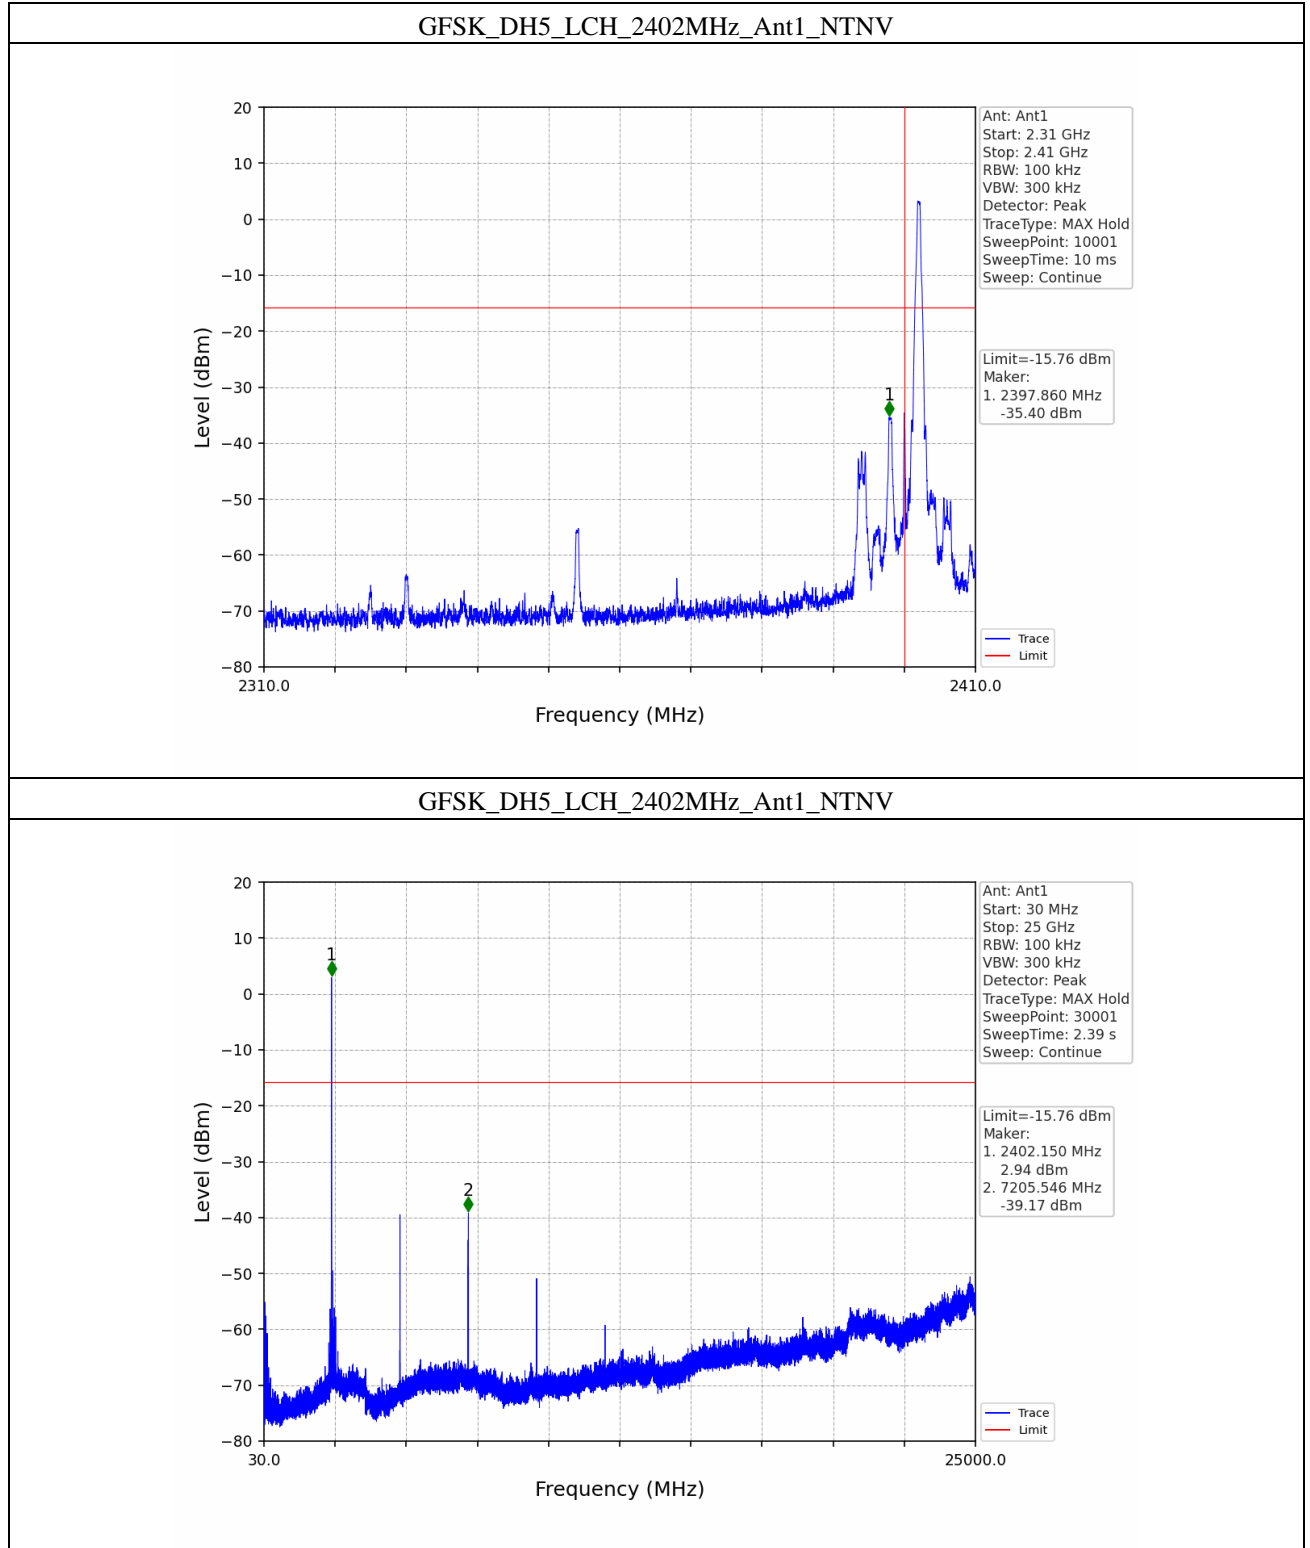 GFSK_DH5_LCH_2402MHz_Ant1_NTNV
20
10
0
−10
−20
−30
−40
−50
−60
−70
−80
Level (dBm)
1
2310.0
2410.0
Frequency (MHz)
Ant: Ant1
Start: 2.31 GHz
Stop: 2.41 GHz
RBW: 100 kHz
VBW: 300 kHz
Detector: Peak
TraceType: MAX Hold
SweepPoint: 10001
SweepTime: 10 ms
Sweep: Continue
Limit=-15.76 dBm
Maker:
1. 2397.860 MHz
-35.40 dBm
Trace
Limit
GFSK_DH5_LCH_2402MHz_Ant1_NTNV
20
10
0
−10
−20
−30
−40
−50
−60
−70
−80
Level (dBm)
1
2
30.0
25000.0
Frequency (MHz)
Ant: Ant1
Start: 30 MHz
Stop: 25 GHz
RBW: 100 kHz
VBW: 300 kHz
Detector: Peak
TraceType: MAX Hold
SweepPoint: 30001
SweepTime: 2.39 s
Sweep: Continue
Limit=-15.76 dBm
Maker:
1. 2402.150 MHz
2.94 dBm
2. 7205.546 MHz
-39.17 dBm
Trace
Limit